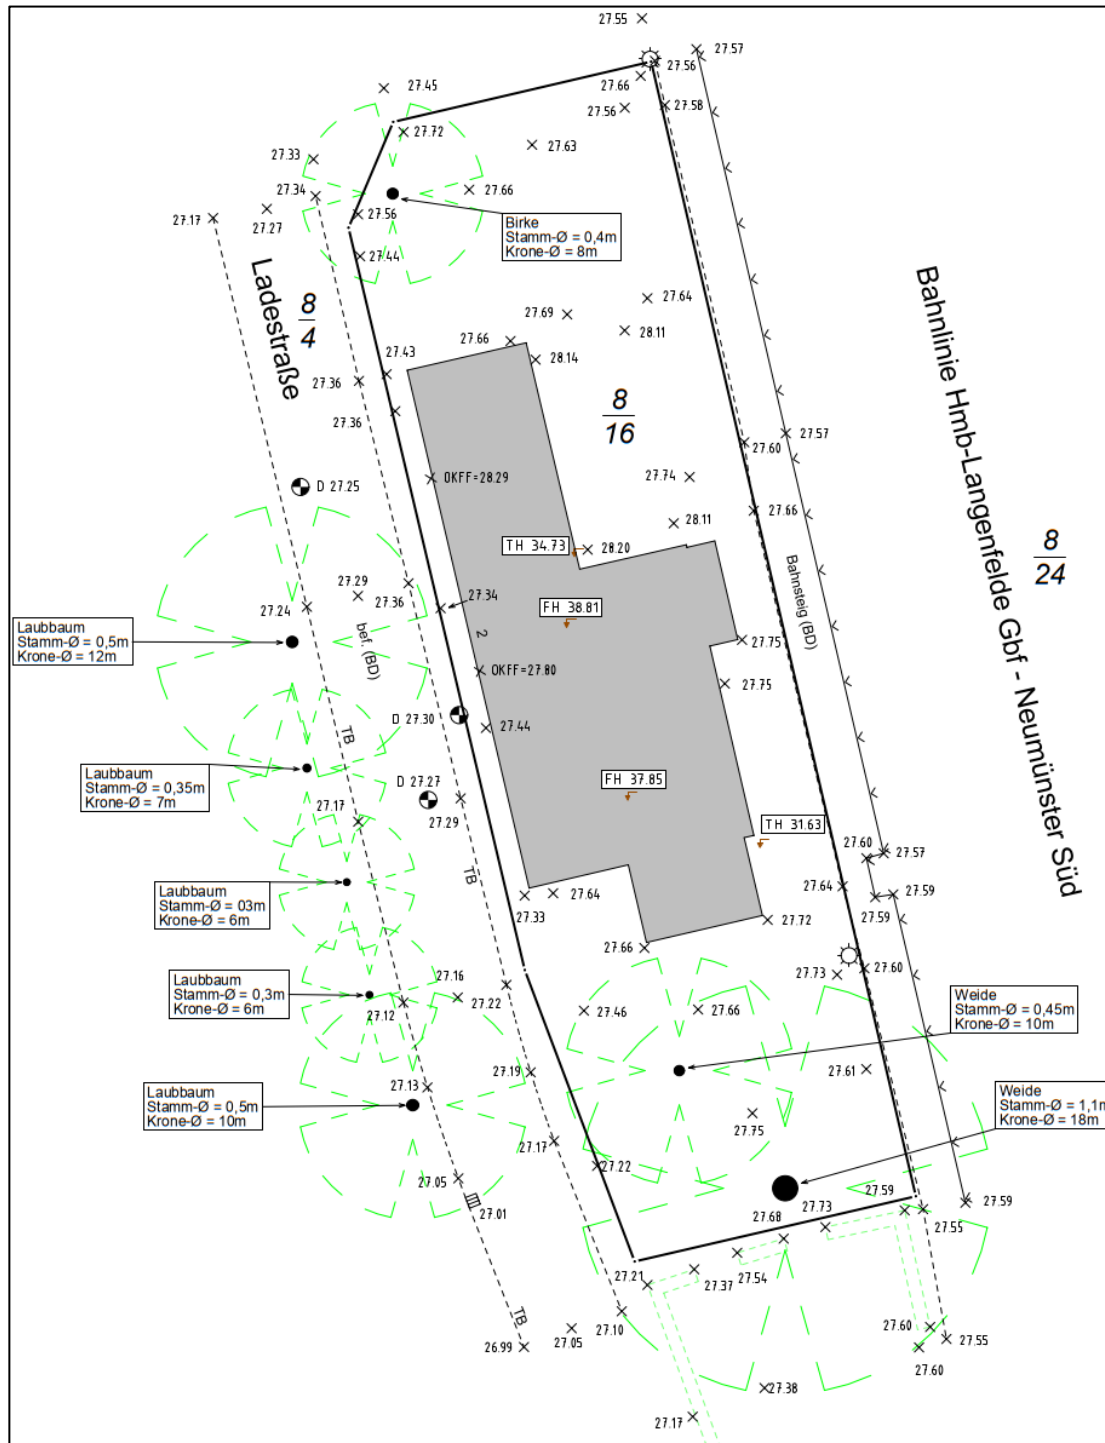 27.55
27.57
27.56
27.66
27.45
27.56
27.58
27.72
27.63
27.33
27.34
27.66
27.17
27.27
27.56
Birke
Stamm-Ø = 0,4m
Krone-Ø = 8m
27.44
Ladestraße
8
4
27.64
27.69
28.11
27.66
27.43
28.14
27.36
8
16
27.36
27.57
27.60
Bahnlinie Hmb-Langenfelde Gbf - Neumünster Süd
OKFF=28.29
27.74
D 27.25
27.66
28.11
TH 34.73
28.20
8
24
Bahnsteig (BD)
27.29
27.36
27.34
27.24
FH 38.81
bef. (BD)
2
Laubbaum
Stamm-Ø = 0,5m
Krone-Ø = 12m
27.75
OKFF=27.80
27.75
D 27.30
27.44
TB
Laubbaum
Stamm-Ø = 0,35m
Krone-Ø = 7m
D 27.27
FH 37.85
27.17
27.29
TH 31.63
27.60
27.57
TB
27.64
27.59
Laubbaum
Stamm-Ø = 03m
Krone-Ø = 6m
27.33
27.64
27.59
27.72
27.66
27.73
27.60
Laubbaum
Stamm-Ø = 0,3m
Krone-Ø = 6m
27.16
27.12
27.22
27.46
27.66
Weide
Stamm-Ø = 0,45m
Krone-Ø = 10m
27.19
27.61
27.13
Laubbaum
Stamm-Ø = 0,5m
Krone-Ø = 10m
Weide
Stamm-Ø = 1,1m
Krone-Ø = 18m
27.75
27.17
27.22
27.05
27.59
27.01
27.73
27.68
27.59
27.55
27.54
27.37
27.21
TB
27.10
27.05
26.99
27.60
27.55
27.60
27.38
27.17